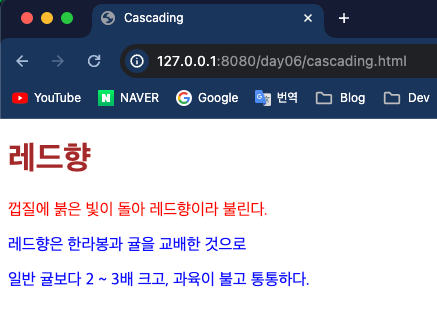 Cascading
127.0.0.1:8080/day06/cascading.html
YouTube NAVER Google 번역 Blog Dev
레드향
껍질에 붉은 빛이 돌아 레드향이라 불린다.
레드향은 한라봉과 귤을 교배한 것으로
일반 귤보다 2 ~ 3배 크고, 과육이 붉고 통통하다.